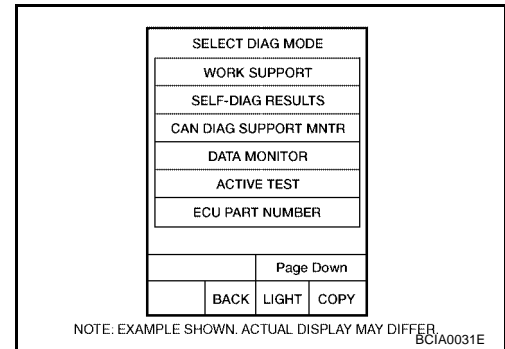 SELECT DIAG MODE
WORK SUPPORT
SELF-DIAG RESULTS
CAN DIAG SUPPORT MNTR
DATA MONITOR
ACTIVE TEST
ECU PART NUMBER
Page Down
BACK LIGHT COPY
NOTE: EXAMPLE SHOWN. ACTUAL DISPLAY MAY DIFFER.
BCIA0031E